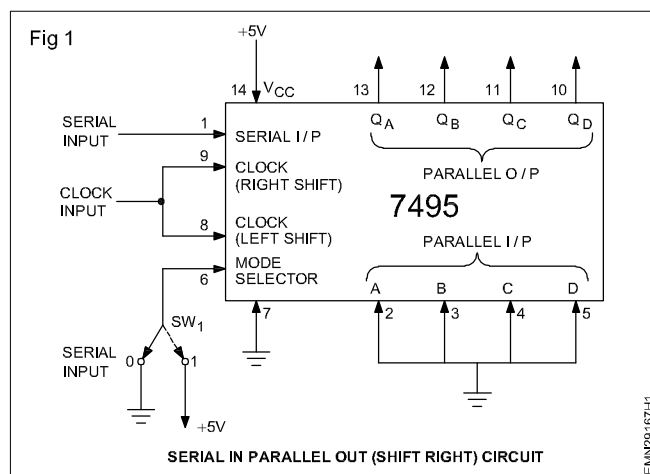 Fig 1
+5V
14 VCC 13 12 11 10
SERIAL INPUT 1 SERIAL I / P
QA QB QC QD
9 CLOCK (RIGHT SHIFT)
PARALLEL O / P
CLOCK INPUT
7495
8 CLOCK (LEFT SHIFT)
PARALLEL I / P
6 MODE SELECTOR
A B C D
7 2 3 4 5
SW1
SERIAL INPUT 0 1
+5V
SERIAL IN PARALLEL OUT (SHIFT RIGHT) CIRCUIT
EMN29167H1